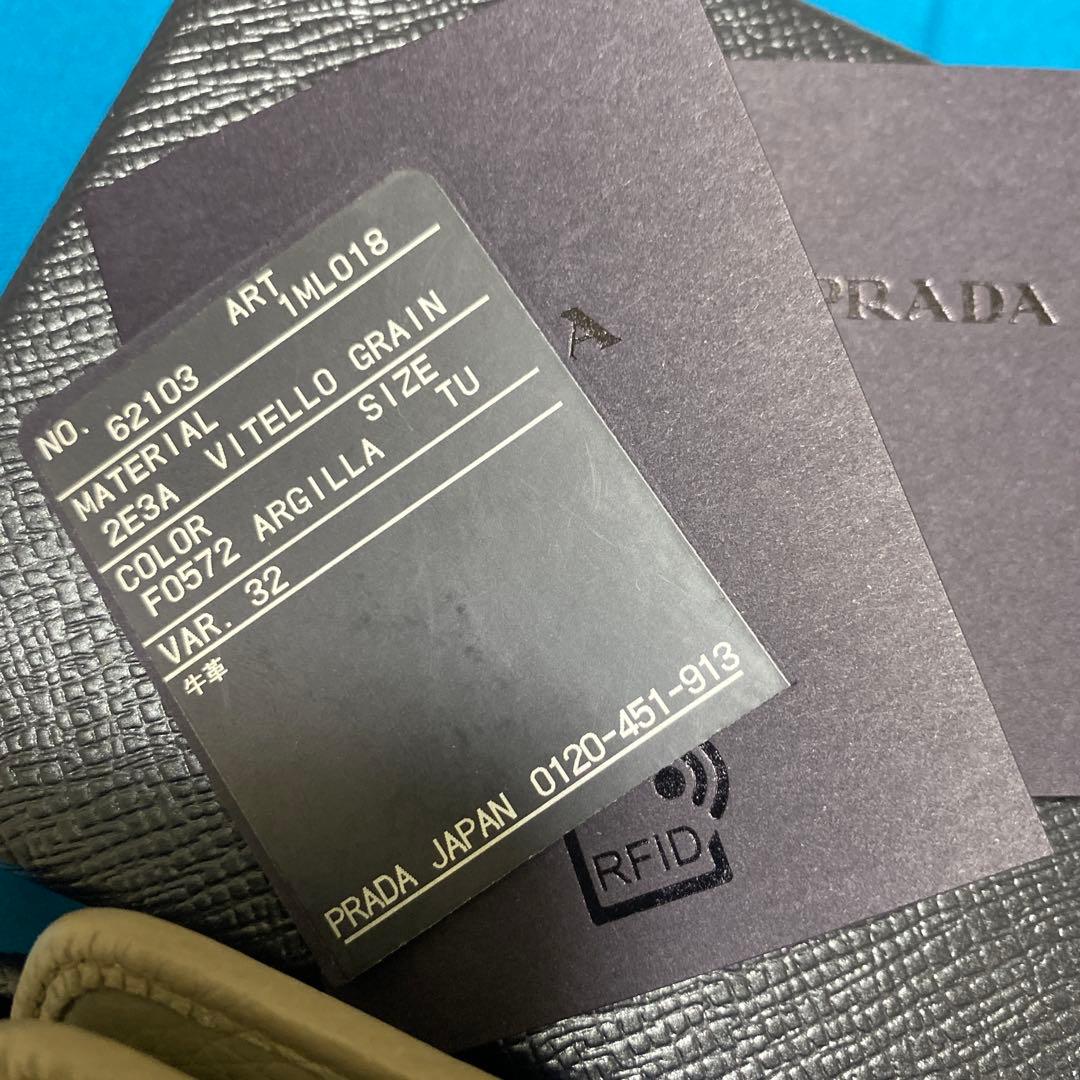 NO. 62103 ART 1ML018
MATERIAL
2E3A VITELLO GRAIN
COLOR SIZE
F0572 ARGILLA TU
VAR. 32
牛革
PRADA JAPAN 0120-451-913
A
PRADA
RFID